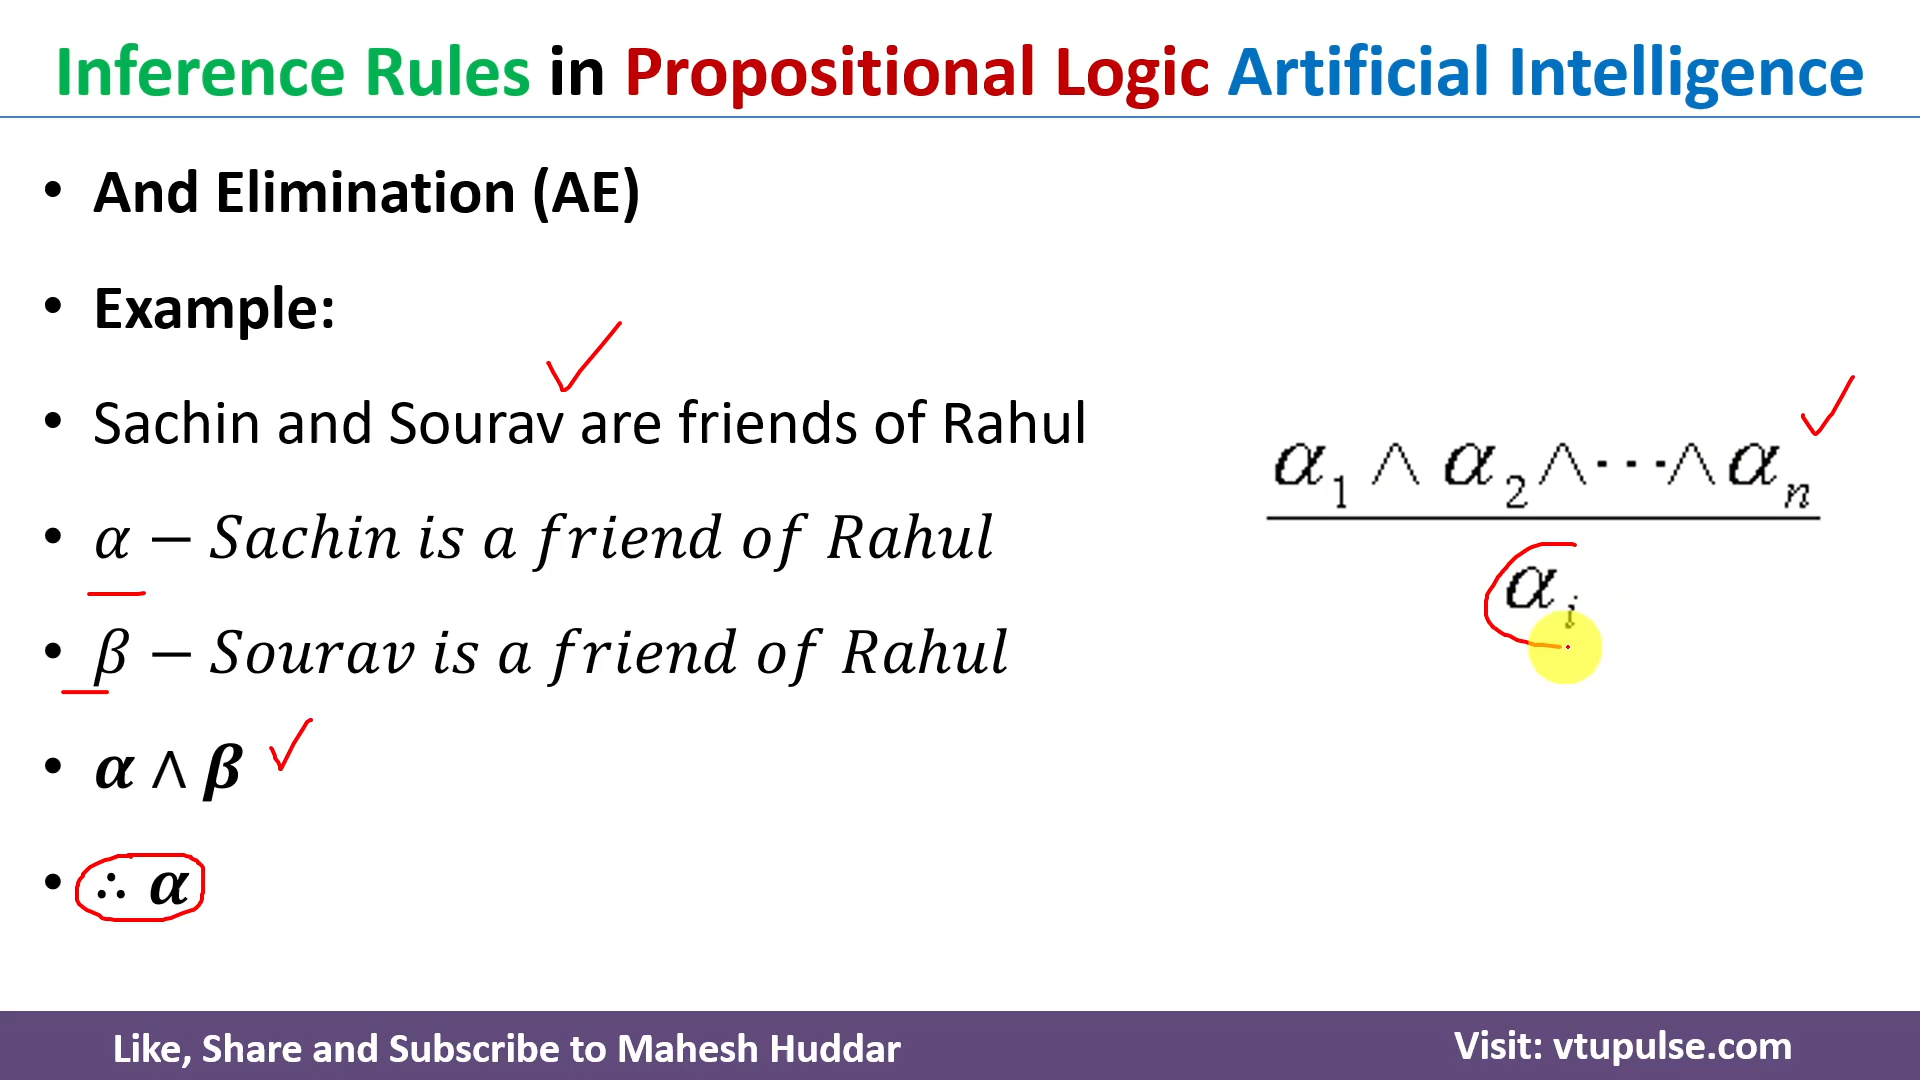 Inference Rules in Propositional Logic Artificial Intelligence
• And Elimination (AE)
• Example:
• Sachin and Sourav are friends of Rahul
• α − Sachin is a friend of Rahul
• β − Sourav is a friend of Rahul
• α ∧ β
• ∴ α
α₁ ∧ α₂ ∧ ⋯ ∧ αₙ
αᵢ
Like, Share and Subscribe to Mahesh Huddar
Visit: vtupulse.com